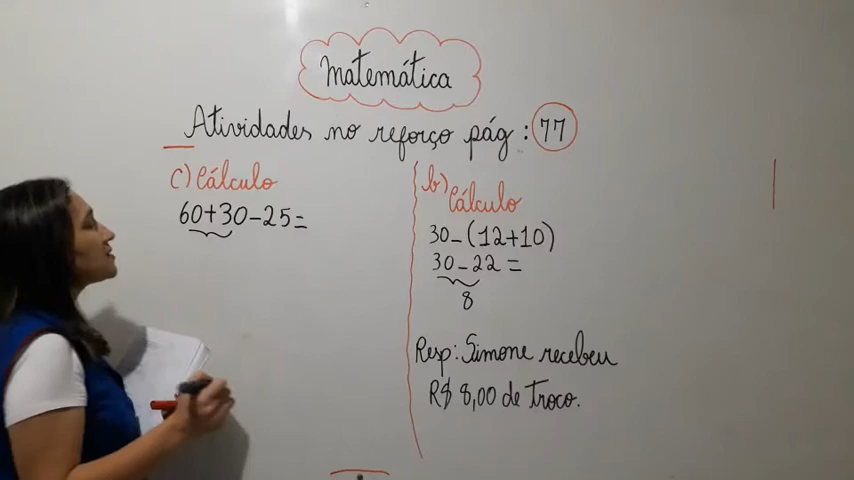 Matemática
Atividades no reforço pág: 77
c) Cálculo
60+30-25=
b) Cálculo
30-(12+10)
30-22=
8
Resp: Simone recebeu
R$ 8,00 de troco.